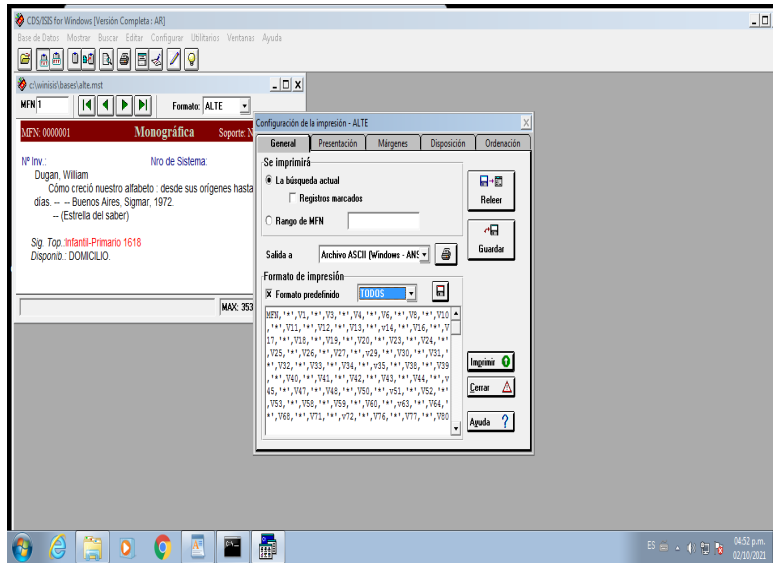 CDS/ISIS for Windows [Versión Completa : AR]
Base de Datos Mostrar Buscar Editar Configurar Utilitarios Ventanas Ayuda
c:\winisis\bases\alte.mst
MFN 1 Formato: ALTE
MFN: 0000001 Monográfica Soporte: N
Nº Inv.: Nro de Sistema:
Dugan, William
Cómo creció nuestro alfabeto : desde sus orígenes hasta
días. -- -- Buenos Aires, Sigmar, 1972.
-- (Estrella del saber)
Sig. Top.:Infantil-Primario 1618
Disponib.: DOMICILIO.
MAX: 353
Configuración de la impresión - ALTE
General Presentación Márgenes Disposición Ordenación
Se imprimirá
La búsqueda actual
Registros marcados
Rango de MFN
Releer
Guardar
Salida a Archivo ASCII (Windows - ANS
Formato de impresión
Formato predefinido TODOS
MFN,'*',V1,'*',V3,'*',V4,'*',V6,'*',V8,'*',V10
,'*',V11,'*',V12,'*',V13,'*',v14,'*',V16,'*',V
17,'*',V18,'*',V19,'*',V20,'*',V23,'*',V24,'*'
,V25,'*',V26,'*',V27,'*',v29,'*',V30,'*',V31,'
*',V32,'*',V33,'*',V34,'*',v35,'*',V38,'*',V39
,'*',V40,'*',V41,'*',V42,'*',V43,'*',V44,'*',v
45,'*',V47,'*',V48,'*',V50,'*',v51,'*',V52,'*'
,V53,'*',V58,'*',V59,'*',V60,'*',v63,'*',V64,'
*',V68,'*',V71,'*',v72,'*',V76,'*',V77,'*',V80
Imprimir
Cerrar
Ayuda ?
ES
04:52 p.m.
02/10/2021